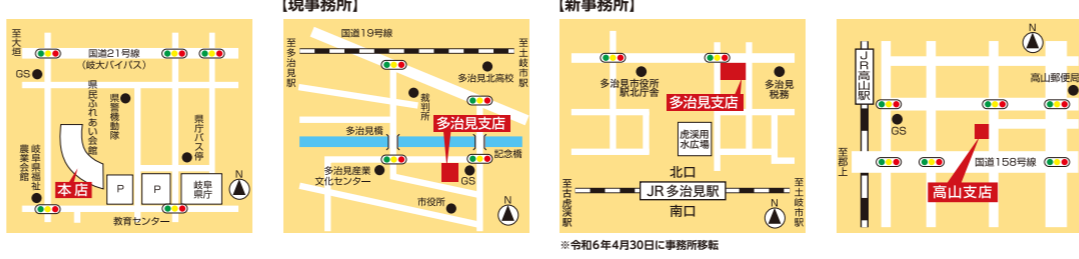 至大垣
国道21号線
(岐大バイパス)
GS
県民ふれあい会館
県警機動隊
県庁バス停
岐阜県福祉
農業会館
本店
P
P
岐阜
県庁
N
教育センター
【現事務所】
国道19号線
至多治見駅
至土岐市駅
多治見北高校
裁判所
多治見支店
多治見橋
記念橋
多治見産業
文化センター
GS
市役所
N
【新事務所】
多治見市役所
駅北庁舎
多治見
税務
多治見支店
虎渓用
水広場
北口
至古虎渓駅
JR多治見駅
至土岐市駅
南口
N
※令和6年4月30日に事務所移転
N
JR高山駅
高山郵便局
GS
国道158号線
至郡上
高山支店